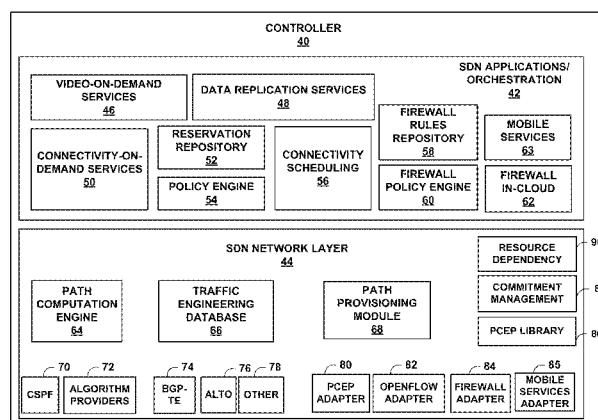 CONTROLLER
40
SDN APPLICATIONS/
ORCHESTRATION
42
VIDEO-ON-DEMAND
SERVICES
46
DATA REPLICATION SERVICES
48
CONNECTIVITY-ON-
DEMAND SERVICES
50
RESERVATION
REPOSITORY
52
POLICY ENGINE
54
CONNECTIVITY
SCHEDULING
56
FIREWALL
RULES
REPOSITORY
58
FIREWALL
POLICY ENGINE
60
MOBILE
SERVICES
63
FIREWALL
IN-CLOUD
62
SDN NETWORK LAYER
44
RESOURCE
DEPENDENCY
COMMITMENT
MANAGEMENT
PCEP LIBRARY
PATH
COMPUTATION
ENGINE
64
TRAFFIC
ENGINEERING
DATABASE
66
PATH
PROVISIONING
MODULE
68
70
72
74
76
78
80
82
84
85
CSPF
ALGORITHM
PROVIDERS
BGP-
TE
ALTO
OTHER
PCEP
ADAPTER
OPENFLOW
ADAPTER
FIREWALL
ADAPTER
MOBILE
SERVICES
ADAPTER